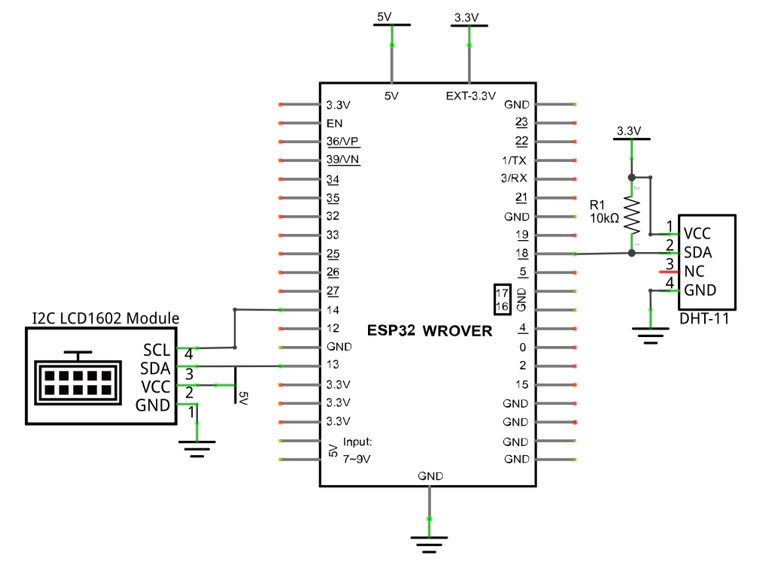 5V
3.3V
5V
EXT-3.3V
3.3V
EN
36/VP
39/VN
34
35
32
33
25
26
27
14
12
GND
13
3.3V
3.3V
3.3V
5V
Input:
7~9V
GND
23
22
1/TX
3/RX
21
GND
19
18
5
17
16
GND
4
0
2
15
GND
GND
GND
GND
ESP32 WROVER
GND
I2C LCD1602 Module
SCL
4
SDA
3
VCC
2
GND
1
5V
3.3V
R1
10kΩ
2
1
1
VCC
2
SDA
3
NC
4
GND
DHT-11